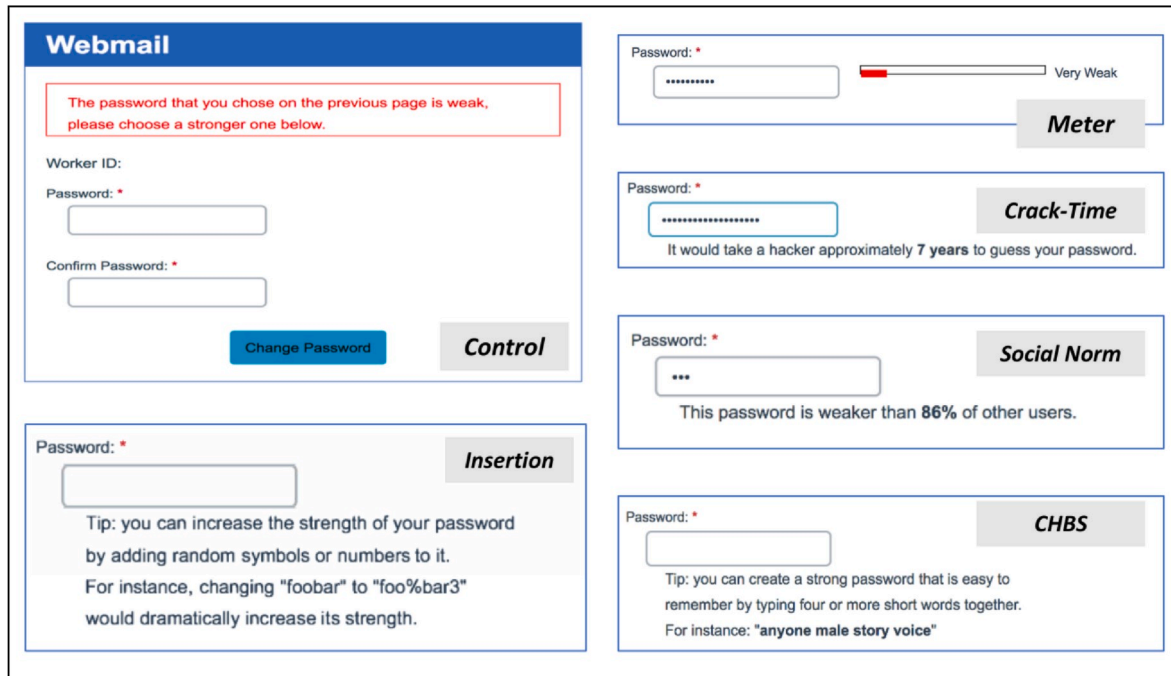 Webmail
The password that you chose on the previous page is weak,
please choose a stronger one below.
Worker ID:
Password: *
Confirm Password: *
Change Password
Control
Password: *
Insertion
Tip: you can increase the strength of your password
by adding random symbols or numbers to it.
For instance, changing "foobar" to "foo%bar3"
would dramatically increase its strength.
Password: *
••••••••••
Very Weak
Meter
Password: *
•••••••••••••••••••
Crack-Time
It would take a hacker approximately 7 years to guess your password.
Password: *
•••
Social Norm
This password is weaker than 86% of other users.
Password: *
CHBS
Tip: you can create a strong password that is easy to
remember by typing four or more short words together.
For instance: "anyone male story voice"